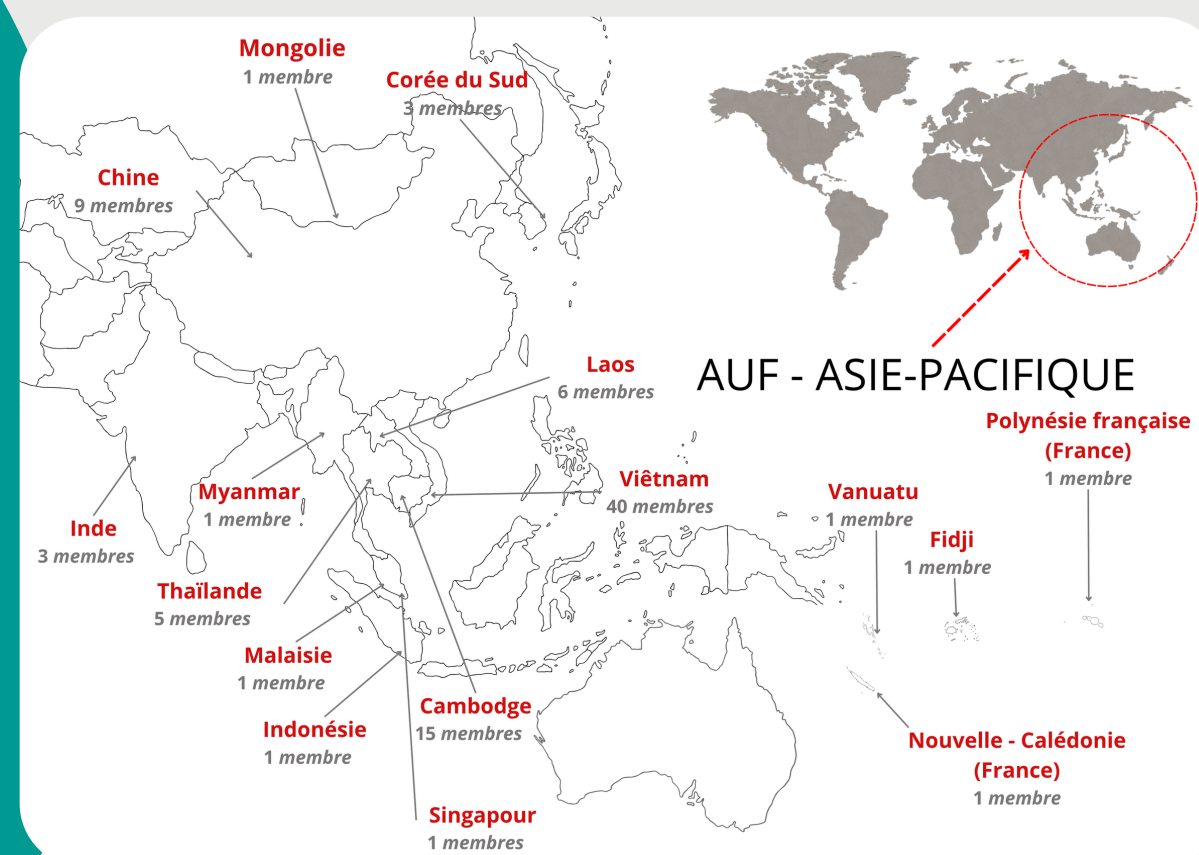 Mongolie
1 membre
Corée du Sud
3 membres
Chine
9 membres
Laos
6 membres
AUF - ASIE-PACIFIQUE
Polynésie française
(France)
1 membre
Viêtnam
40 membres
Vanuatu
1 membre
Myanmar
1 membre
Inde
3 membres
Fidji
1 membre
Thaïlande
5 membres
Malaisie
1 membre
Cambodge
15 membres
Indonésie
1 membre
Nouvelle - Calédonie
(France)
1 membre
Singapour
1 membres